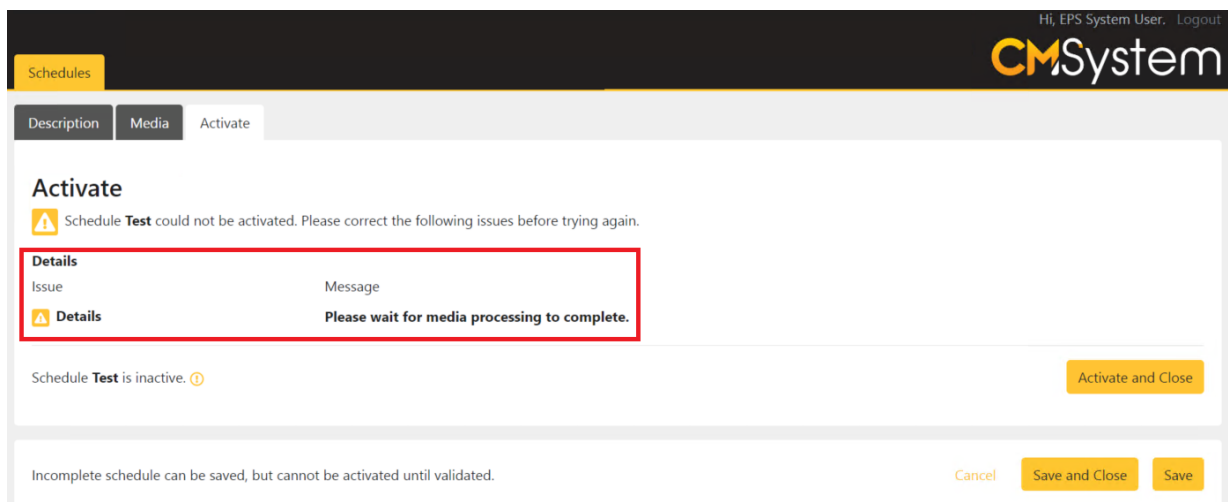 Hi, EPS System User. Logout
CMSystem
Schedules
Description Media Activate
Activate
Schedule Test could not be activated. Please correct the following issues before trying again.
Details
Issue Message
Details Please wait for media processing to complete.
Schedule Test is inactive.
Activate and Close
Incomplete schedule can be saved, but cannot be activated until validated. Cancel Save and Close Save